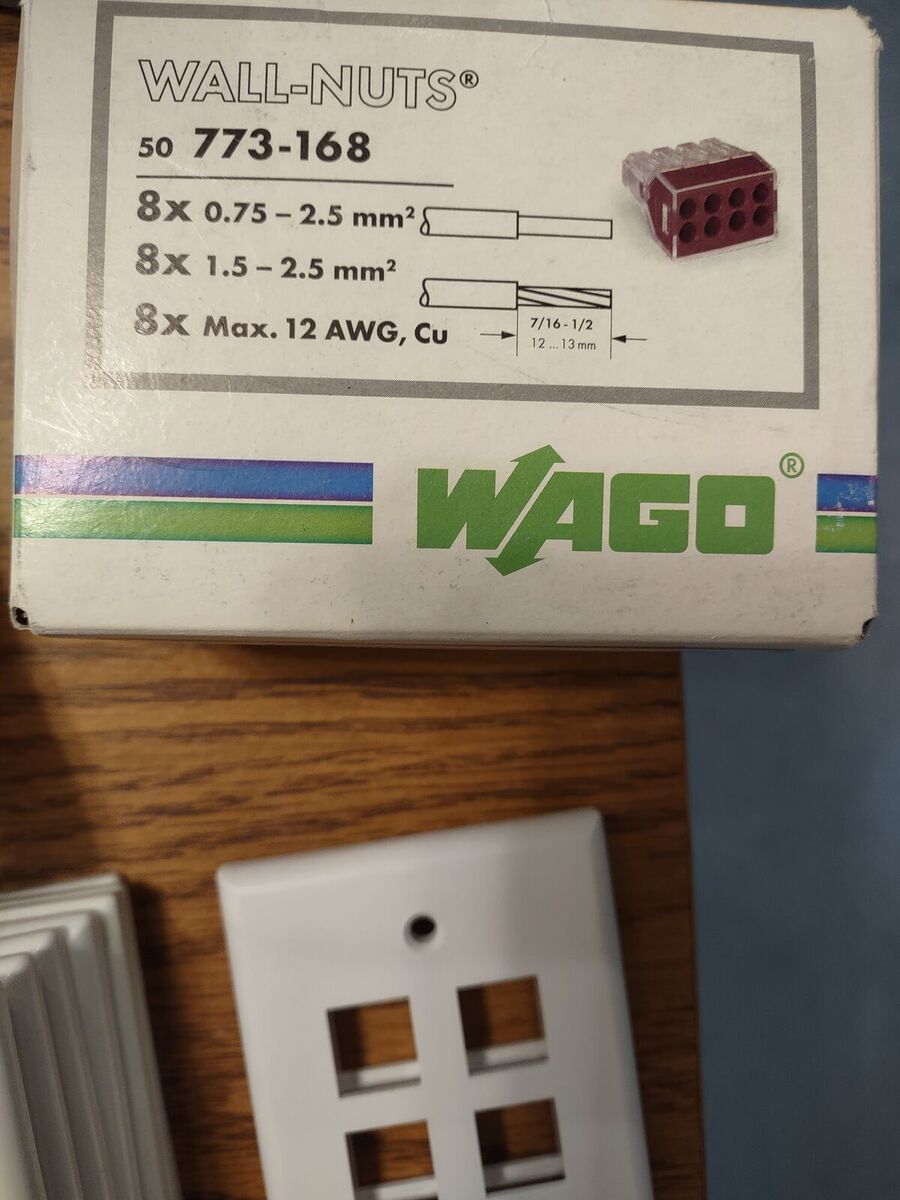 WALL-NUTS®
50 773-168
8x 0.75 – 2.5 mm²
8x 1.5 – 2.5 mm²
8x Max. 12 AWG, Cu
7/16 - 1/2
12 ... 13 mm
WAGO®